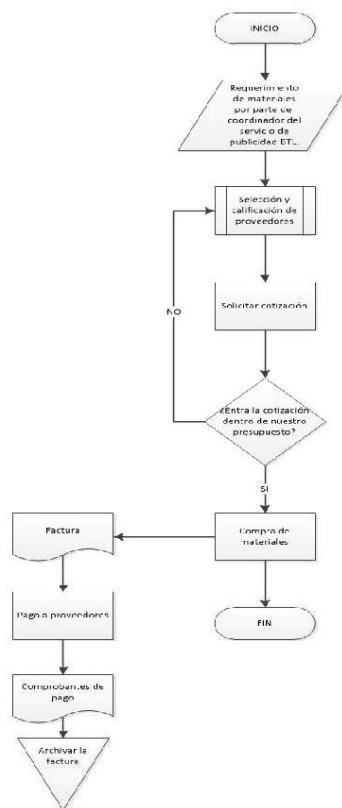 INICIO
Requerimiento
de materiales
por parte de
coordinador del
servicio de
publicidad BTL.
Selección y
calificación de
proveedores
Solicitar cotización
NO
¿Entra la cotización
dentro de nuestro
presupuesto?
SI
Factura
Compra de
materiales
Pago a proveedores
FIN
Comprobantes de
pago
Archivar la
factura